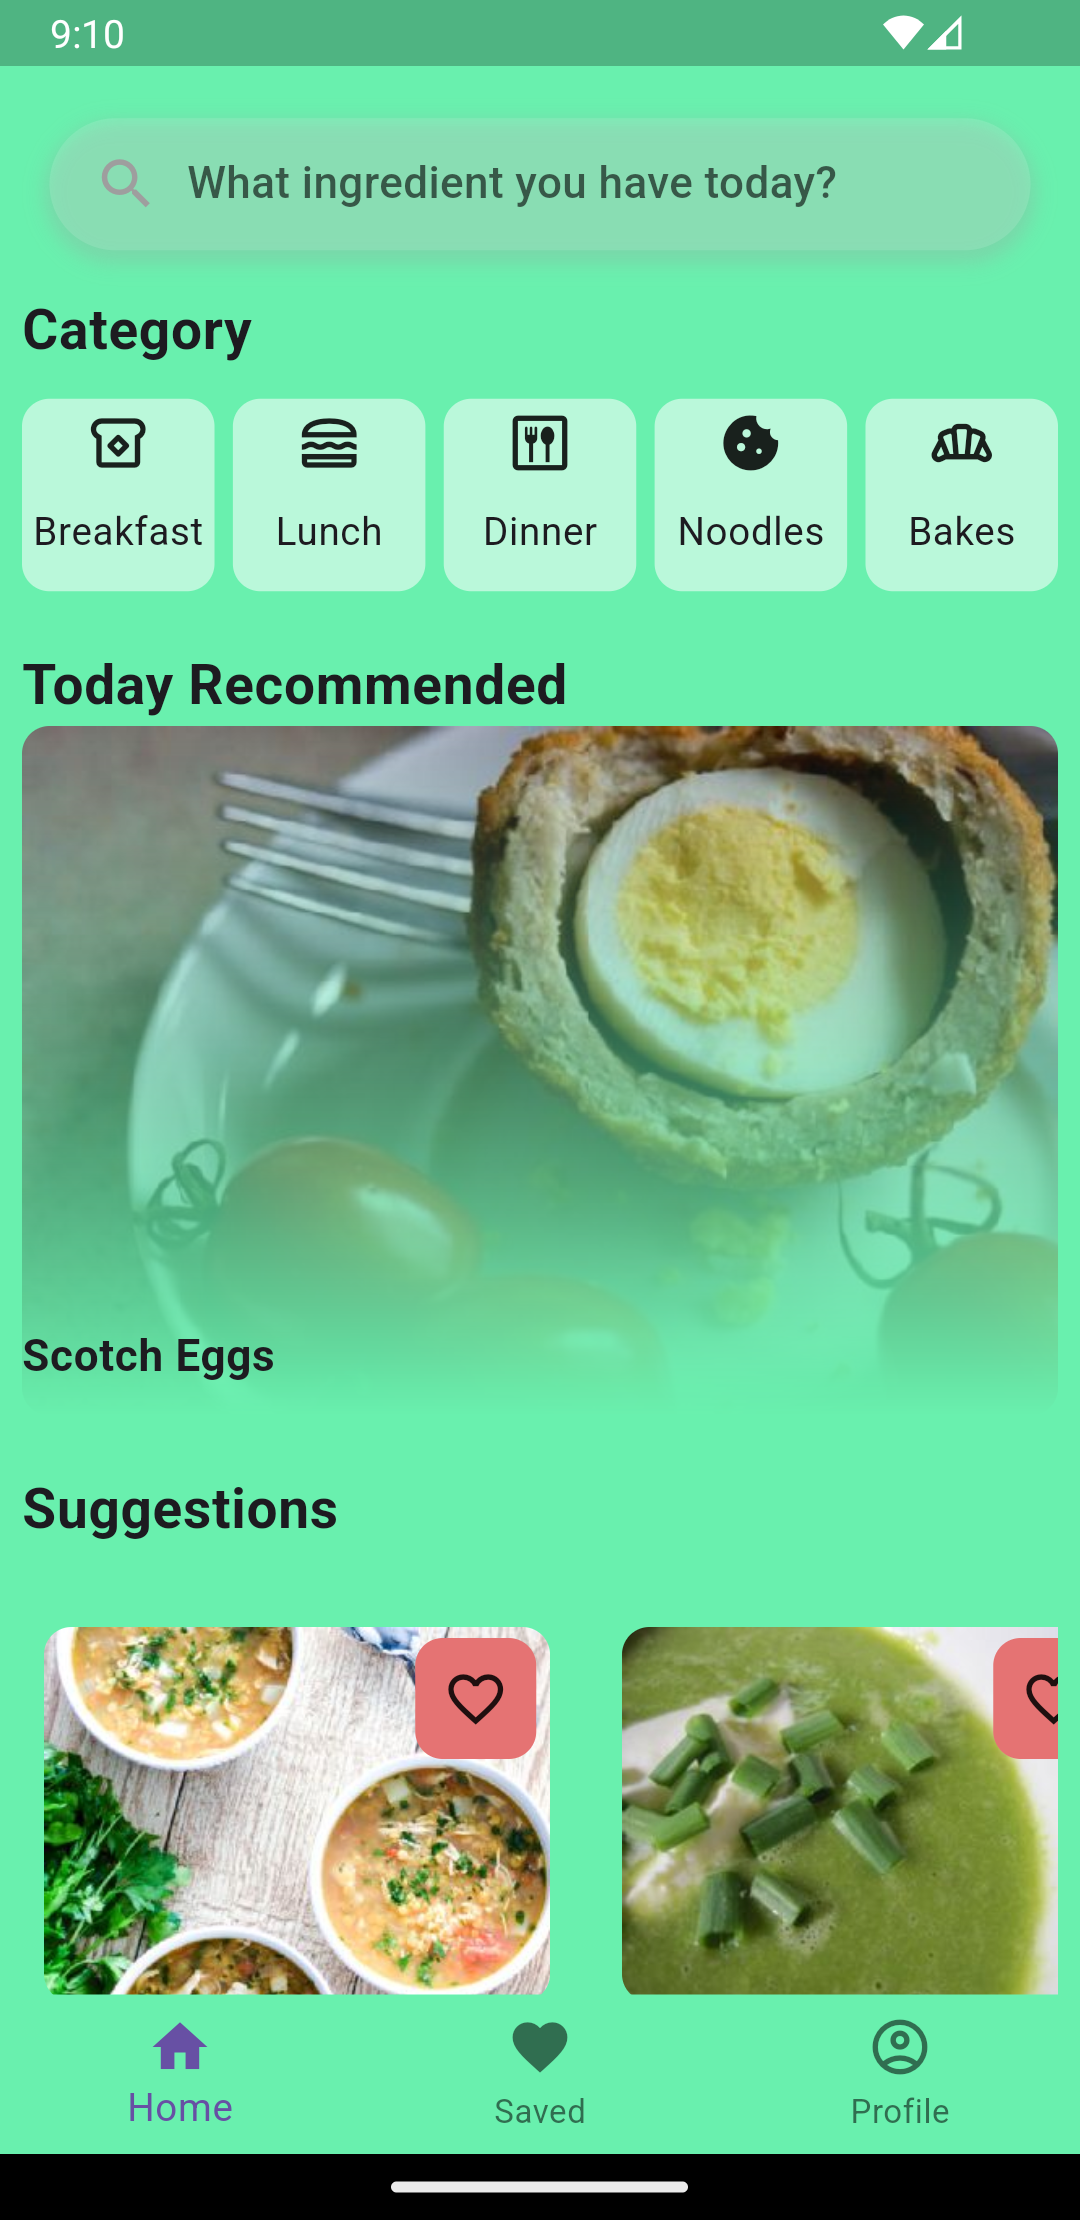 9:10
What ingredient you have today?
Category
Breakfast
Lunch
Dinner
Noodles
Bakes
Today Recommended
Scotch Eggs
Suggestions
Home
Saved
Profile